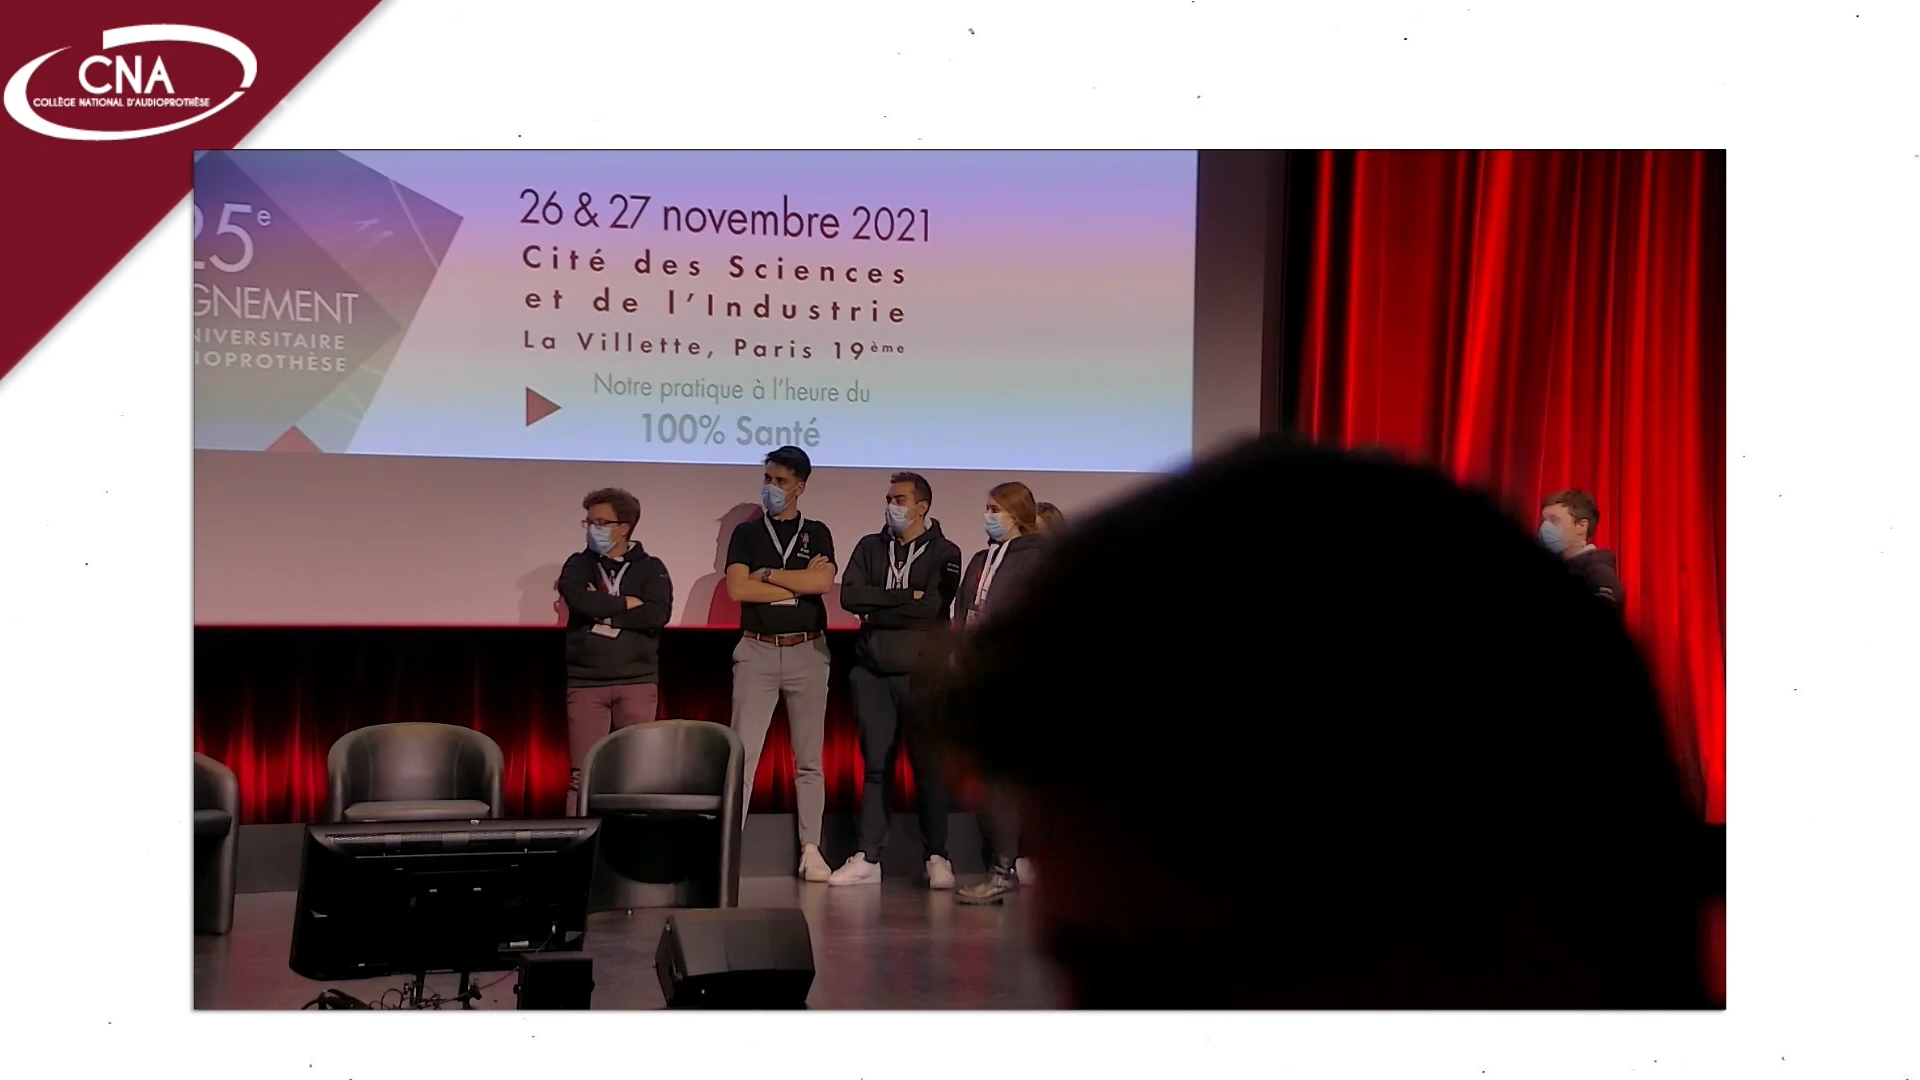 CNA
COLLÈGE NATIONAL D'AUDIOPROTHÈSE
25e
GNEMENT
NIVERSITAIRE
IOPROTHÈSE
26 & 27 novembre 2021
Cité des Sciences
et de l'Industrie
La Villette, Paris 19ème
Notre pratique à l'heure du
100% Santé